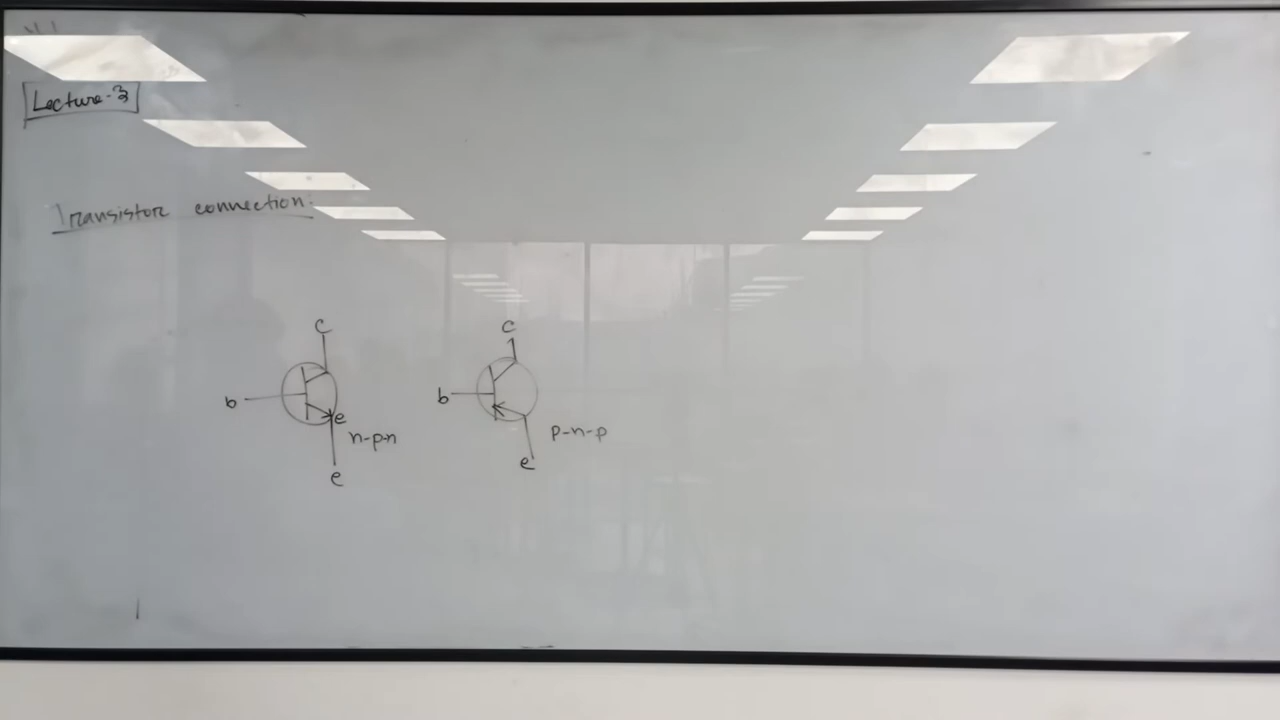 Lecture-3
Transistor connection:
c c
b b
e
n-p-n p-n-p
e e